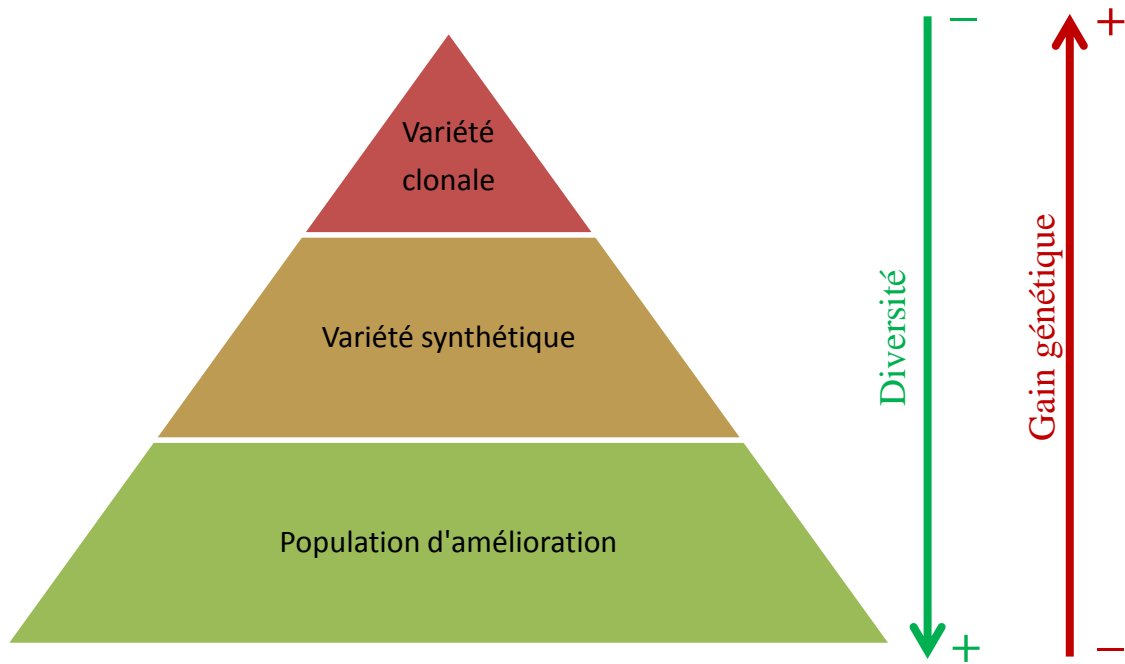 Variété
clonale
Variété synthétique
Population d'amélioration
−
Diversité
+
+
Gain génétique
−